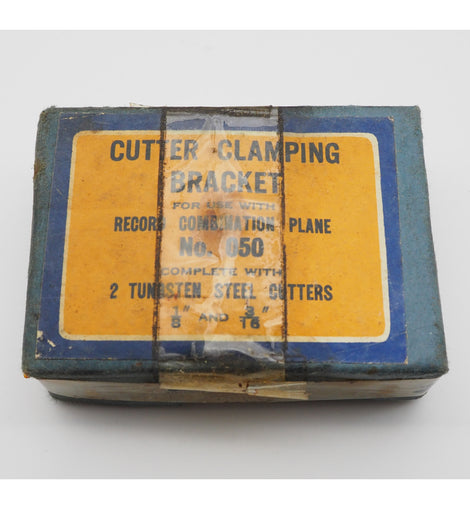 CUTTER CLAMPING
BRACKET
FOR USE WITH
RECORD COMBINATION PLANE
No. 050
COMPLETE WITH
2 TUNGSTEN STEEL CUTTERS
1/8" AND 3/16"